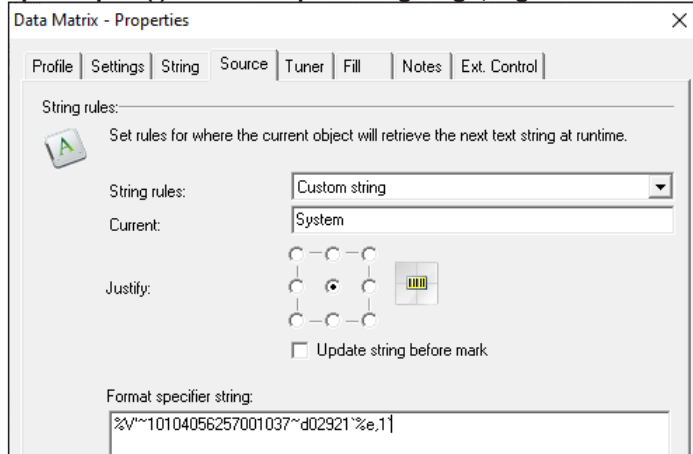 Data Matrix - Properties
Profile Settings String Source Tuner Fill Notes Ext. Control
String rules:
Set rules for where the current object will retrieve the next text string at runtime.
String rules: Custom string
Current: System
Justify:
Update string before mark
Format specifier string:
%V'~10104056257001037~d02921`%e,1`